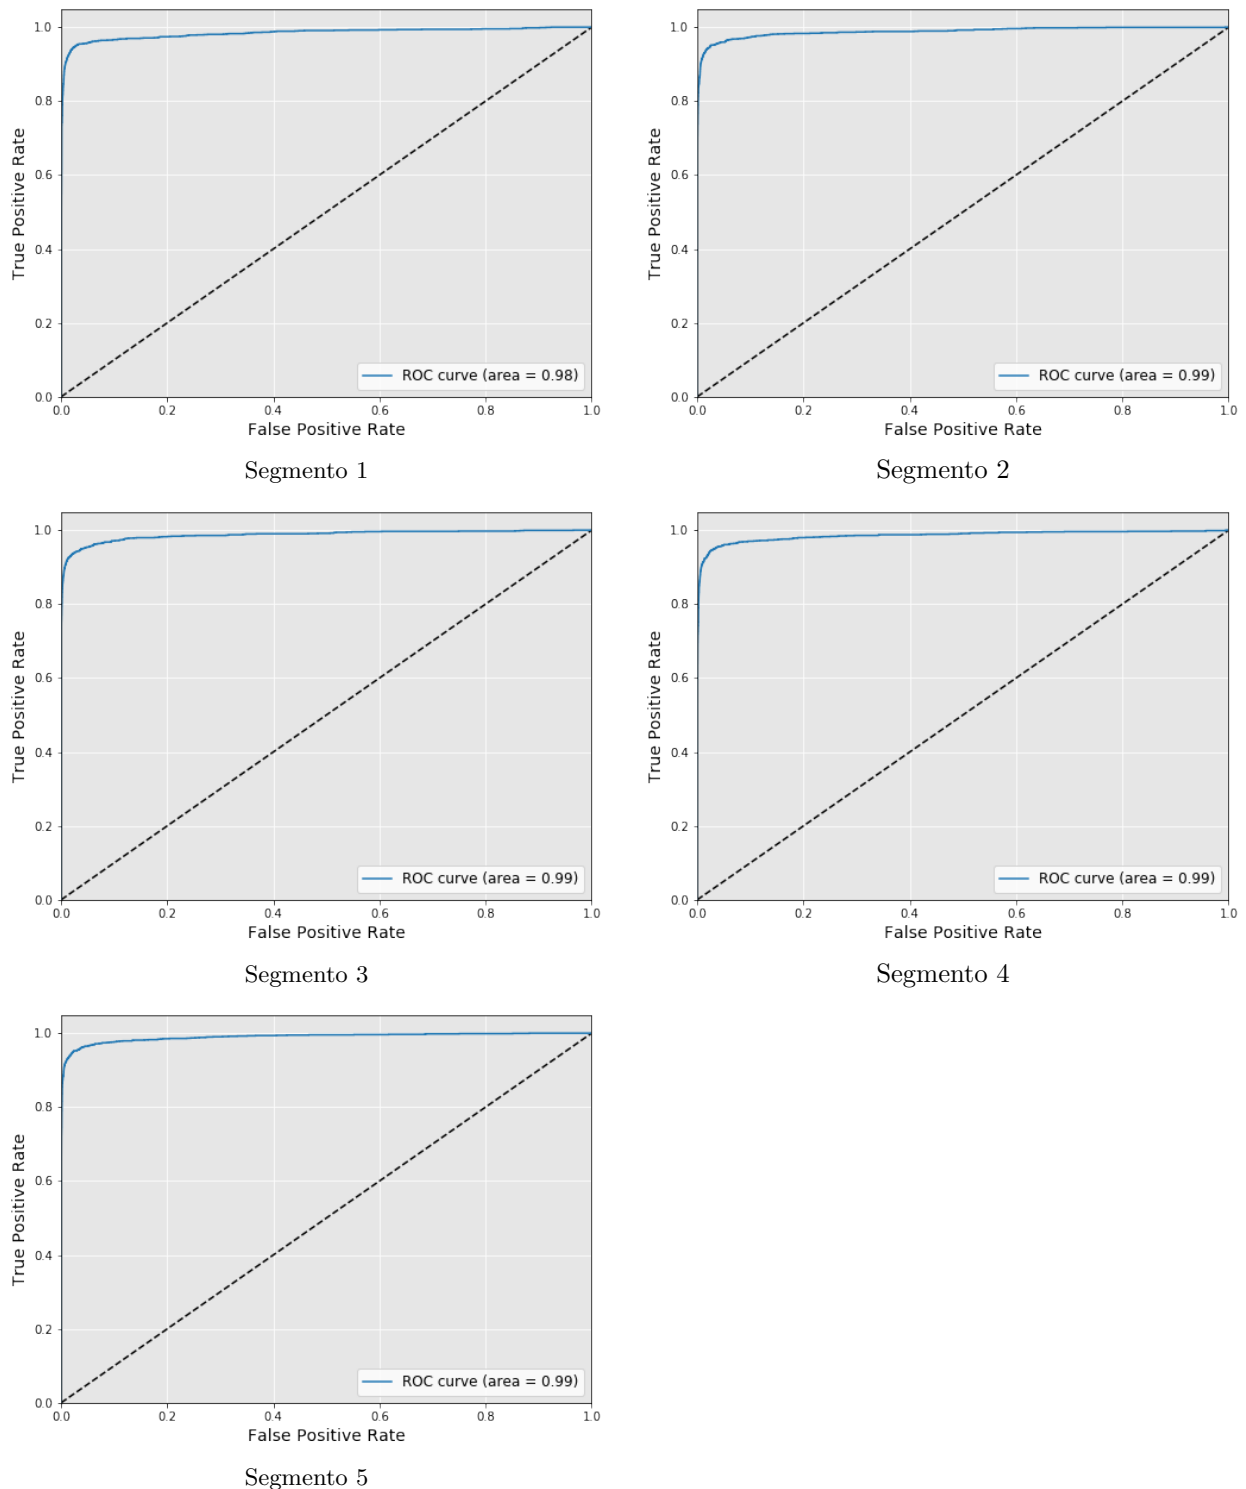 1.0
0.8
0.6
0.4
0.2
0.0
True Positive Rate
ROC curve (area = 0.98)
0.0 0.2 0.4 0.6 0.8 1.0
False Positive Rate
Segmento 1
1.0
0.8
0.6
0.4
0.2
0.0
True Positive Rate
ROC curve (area = 0.99)
0.0 0.2 0.4 0.6 0.8 1.0
False Positive Rate
Segmento 2
1.0
0.8
0.6
0.4
0.2
0.0
True Positive Rate
ROC curve (area = 0.99)
0.0 0.2 0.4 0.6 0.8 1.0
False Positive Rate
Segmento 3
1.0
0.8
0.6
0.4
0.2
0.0
True Positive Rate
ROC curve (area = 0.99)
0.0 0.2 0.4 0.6 0.8 1.0
False Positive Rate
Segmento 4
1.0
0.8
0.6
0.4
0.2
0.0
True Positive Rate
ROC curve (area = 0.99)
0.0 0.2 0.4 0.6 0.8 1.0
False Positive Rate
Segmento 5